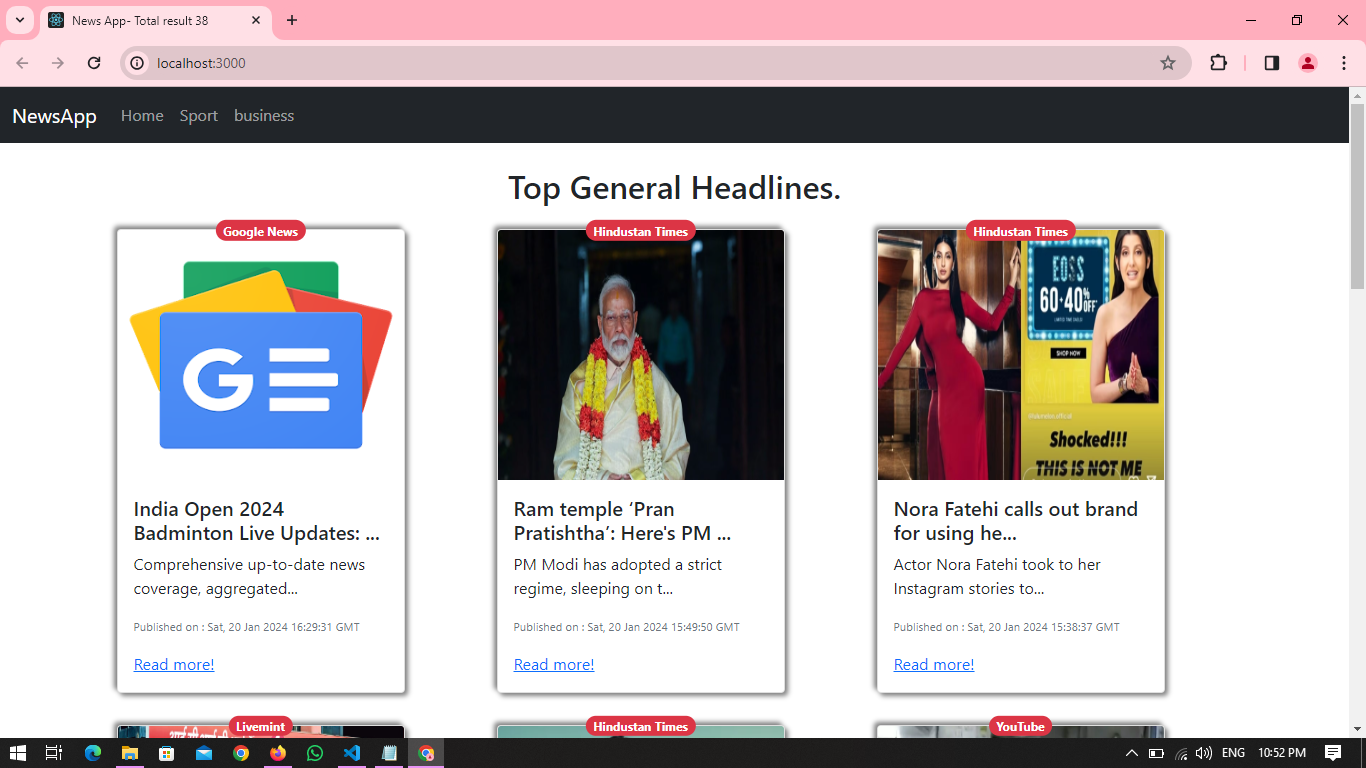 News App- Total result 38
localhost:3000
NewsApp Home Sport business
Top General Headlines.
Google News
G
India Open 2024
Badminton Live Updates: ...
Comprehensive up-to-date news
coverage, aggregated...
Published on : Sat, 20 Jan 2024 16:29:31 GMT
Read more!
Hindustan Times
Ram temple ‘Pran
Pratishtha’: Here's PM ...
PM Modi has adopted a strict
regime, sleeping on t...
Published on : Sat, 20 Jan 2024 15:49:50 GMT
Read more!
Hindustan Times
EOSS
60-40%
OFF*
SHOP NOW
Shocked!!!
THIS IS NOT ME
Nora Fatehi calls out brand
for using he...
Actor Nora Fatehi took to her
Instagram stories to...
Published on : Sat, 20 Jan 2024 15:38:37 GMT
Read more!
Livemint
Hindustan Times
YouTube
ENG 10:52 PM